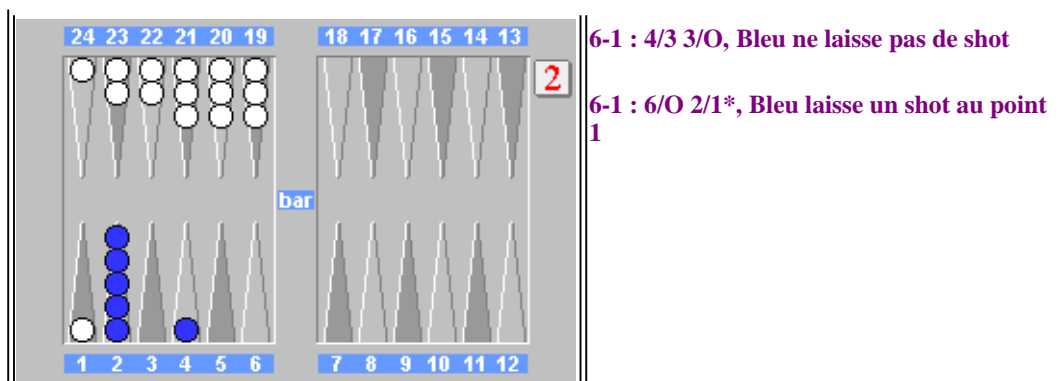 24 23 22 21 20 19 18 17 16 15 14 13
2
bar
1 2 3 4 5 6 7 8 9 10 11 12
6-1 : 4/3 3/O, Bleu ne laisse pas de shot
6-1 : 6/O 2/1*, Bleu laisse un shot au point
1